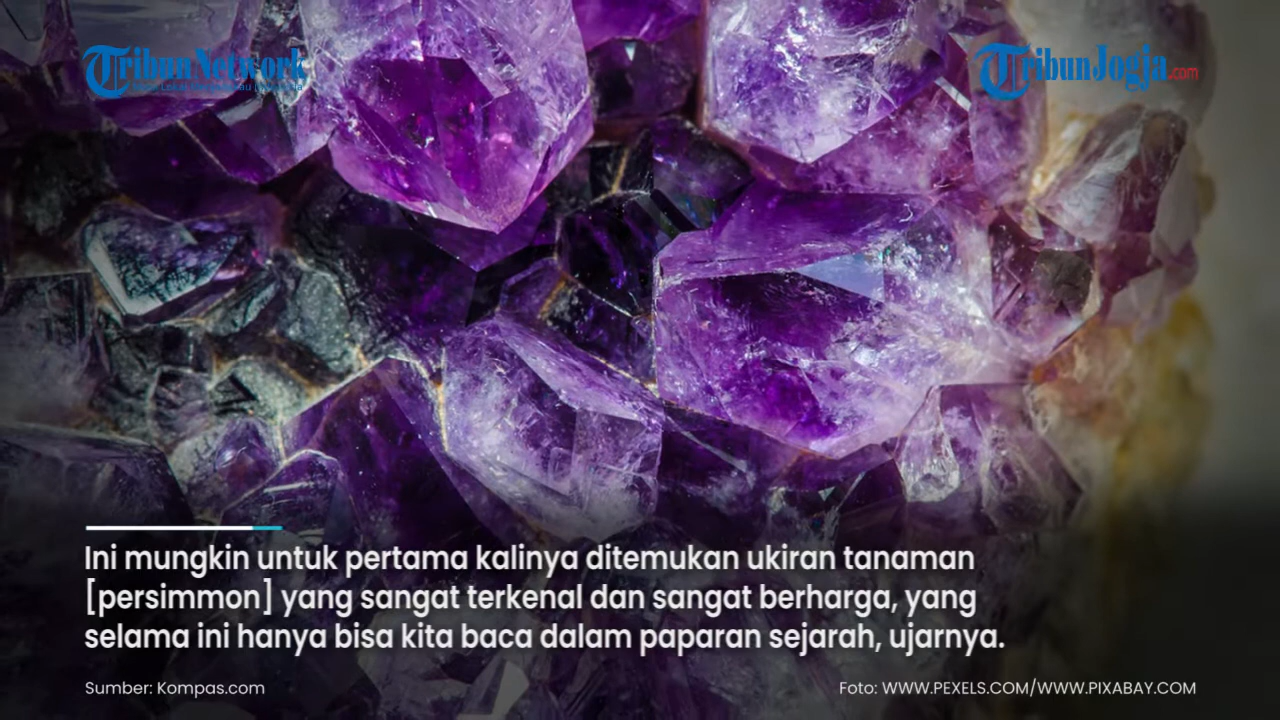 TribunNetwork
TribunJogja.com
Ini mungkin untuk pertama kalinya ditemukan ukiran tanaman
[persimmon] yang sangat terkenal dan sangat berharga, yang
selama ini hanya bisa kita baca dalam paparan sejarah, ujarnya.
Sumber: Kompas.com
Foto: WWW.PEXELS.COM/WWW.PIXABAY.COM